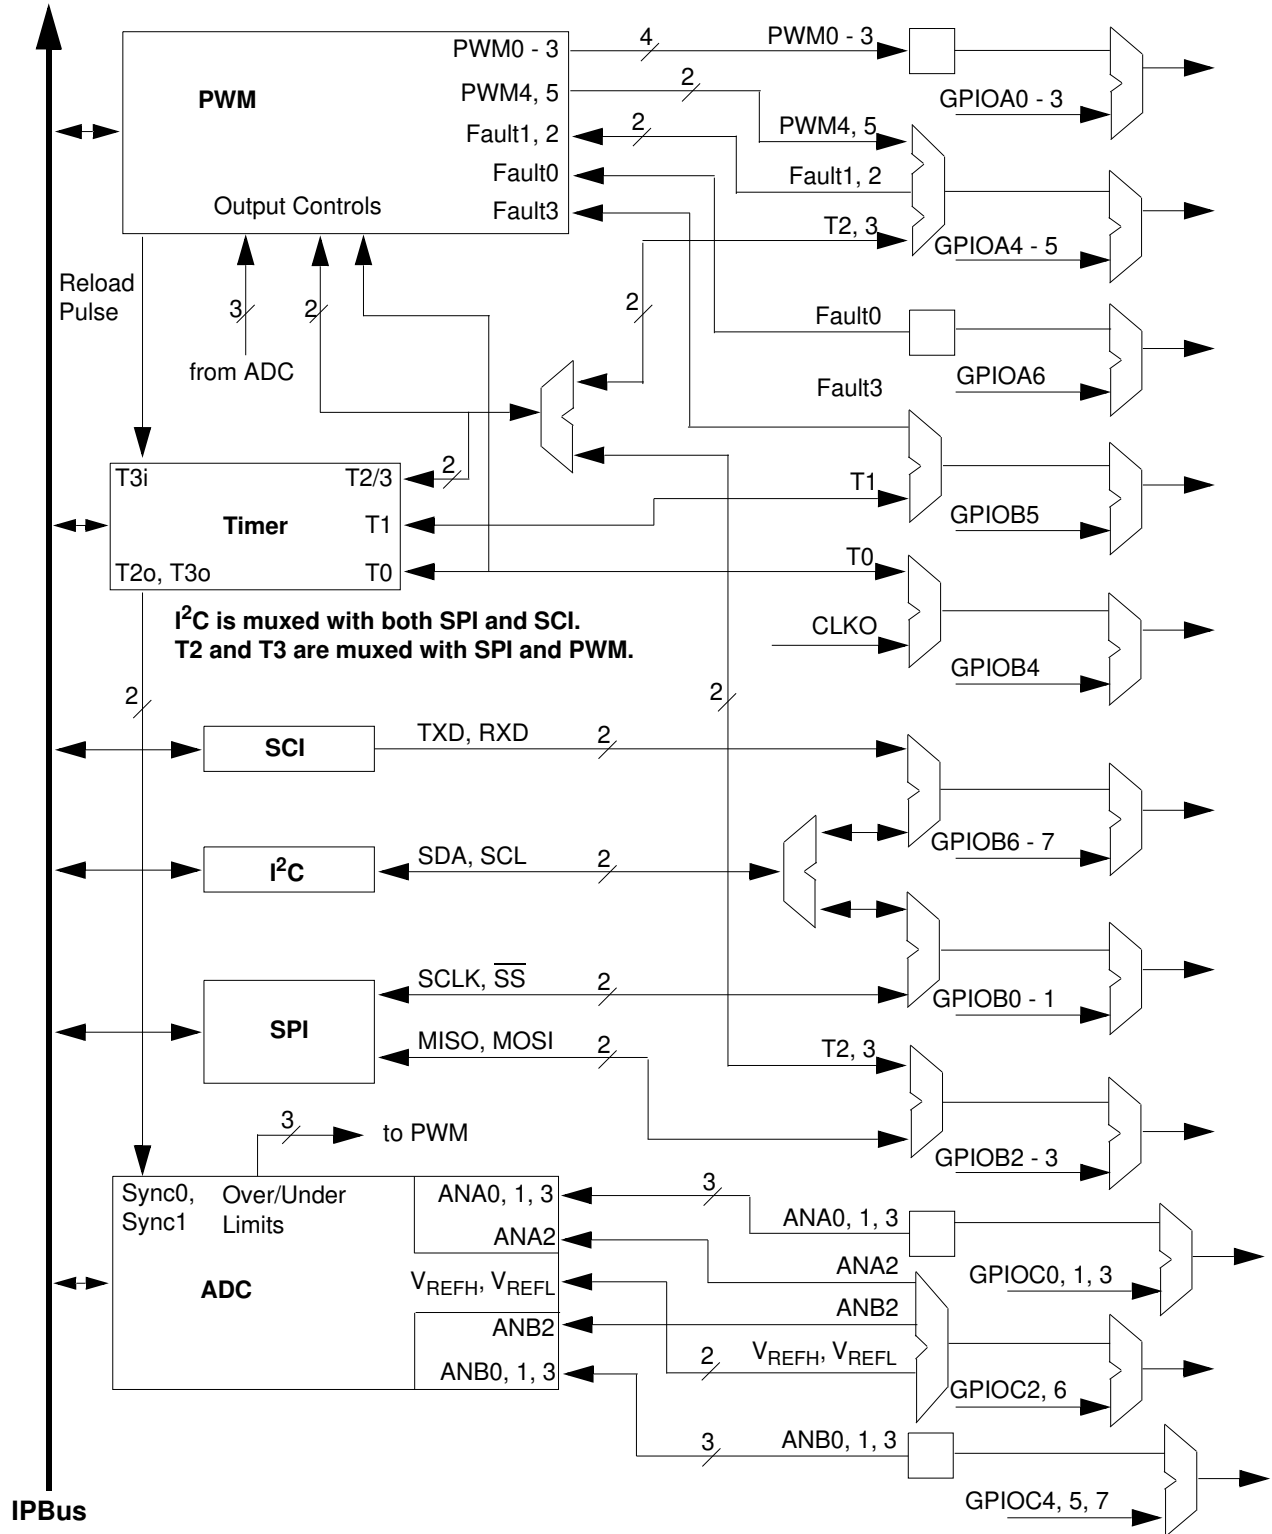 PWM0 - 3
4
PWM0 - 3
GPIOA0 - 3
PWM
PWM4, 5
2
PWM4, 5
Fault1, 2
2
Fault1, 2
Fault0
Output Controls
Fault3
T2, 3
GPIOA4 - 5
Reload
Pulse
3
2
2
Fault0
from ADC
GPIOA6
Fault3
T3i
T2/3
2
T1
Timer
T1
GPIOB5
T2o, T3o
T0
T0
I²C is muxed with both SPI and SCI.
T2 and T3 are muxed with SPI and PWM.
CLKO
GPIOB4
2
2
SCI
TXD, RXD
2
GPIOB6 - 7
I²C
SDA, SCL
2
SCLK, S̅S̅
2
GPIOB0 - 1
SPI
MISO, MOSI
2
T2, 3
3
to PWM
GPIOB2 - 3
Sync0,
Sync1
Over/Under
Limits
ANA0, 1, 3
3
ANA0, 1, 3
ANA2
ANA2
GPIOC0, 1, 3
ADC
VREFH, VREFL
ANB2
ANB2
2
VREFH, VREFL
ANB0, 1, 3
GPIOC2, 6
3
ANB0, 1, 3
GPIOC4, 5, 7
IPBus